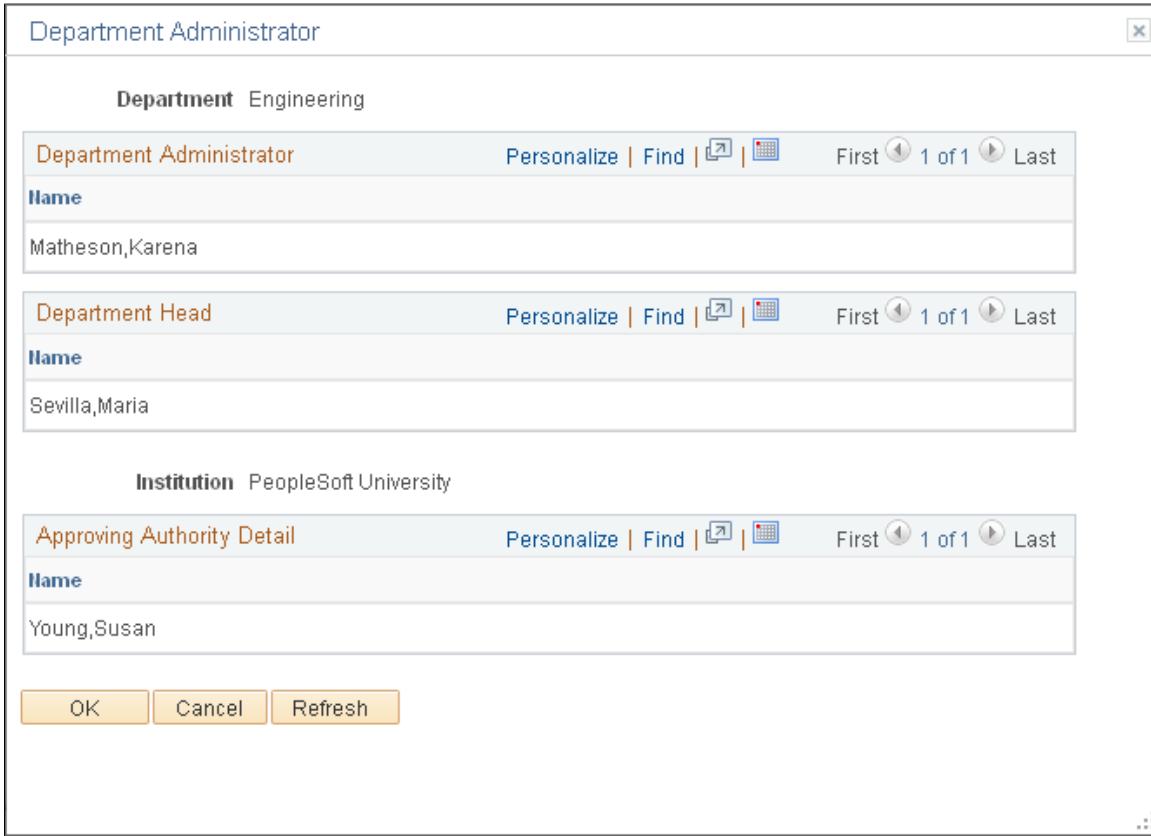 Department Administrator
Department Engineering
Department Administrator Personalize | Find | | First 1 of 1 Last
Name
Matheson,Karena
Department Head Personalize | Find | | First 1 of 1 Last
Name
Sevilla,Maria
Institution PeopleSoft University
Approving Authority Detail Personalize | Find | | First 1 of 1 Last
Name
Young,Susan
OK Cancel Refresh